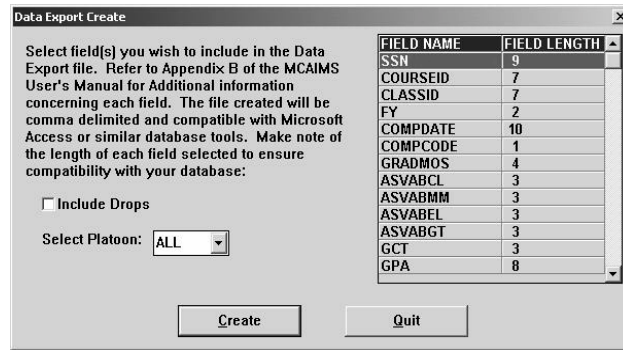 Data Export Create
Select field(s) you wish to include in the Data
Export file.  Refer to Appendix B of the MCAIMS
User's Manual for Additional information
concerning each field.  The file created will be
comma delimited and compatible with Microsoft
Access or similar database tools.  Make note of
the length of each field selected to ensure
compatibility with your database:
Include Drops
Select Platoon: ALL
FIELD NAME FIELD LENGTH
SSN 9
COURSEID 7
CLASSID 7
FY 2
COMPDATE 10
COMPCODE 1
GRADMOS 4
ASVABCL 3
ASVABMM 3
ASVABEL 3
ASVABGT 3
GCT 3
GPA 8
Create Quit